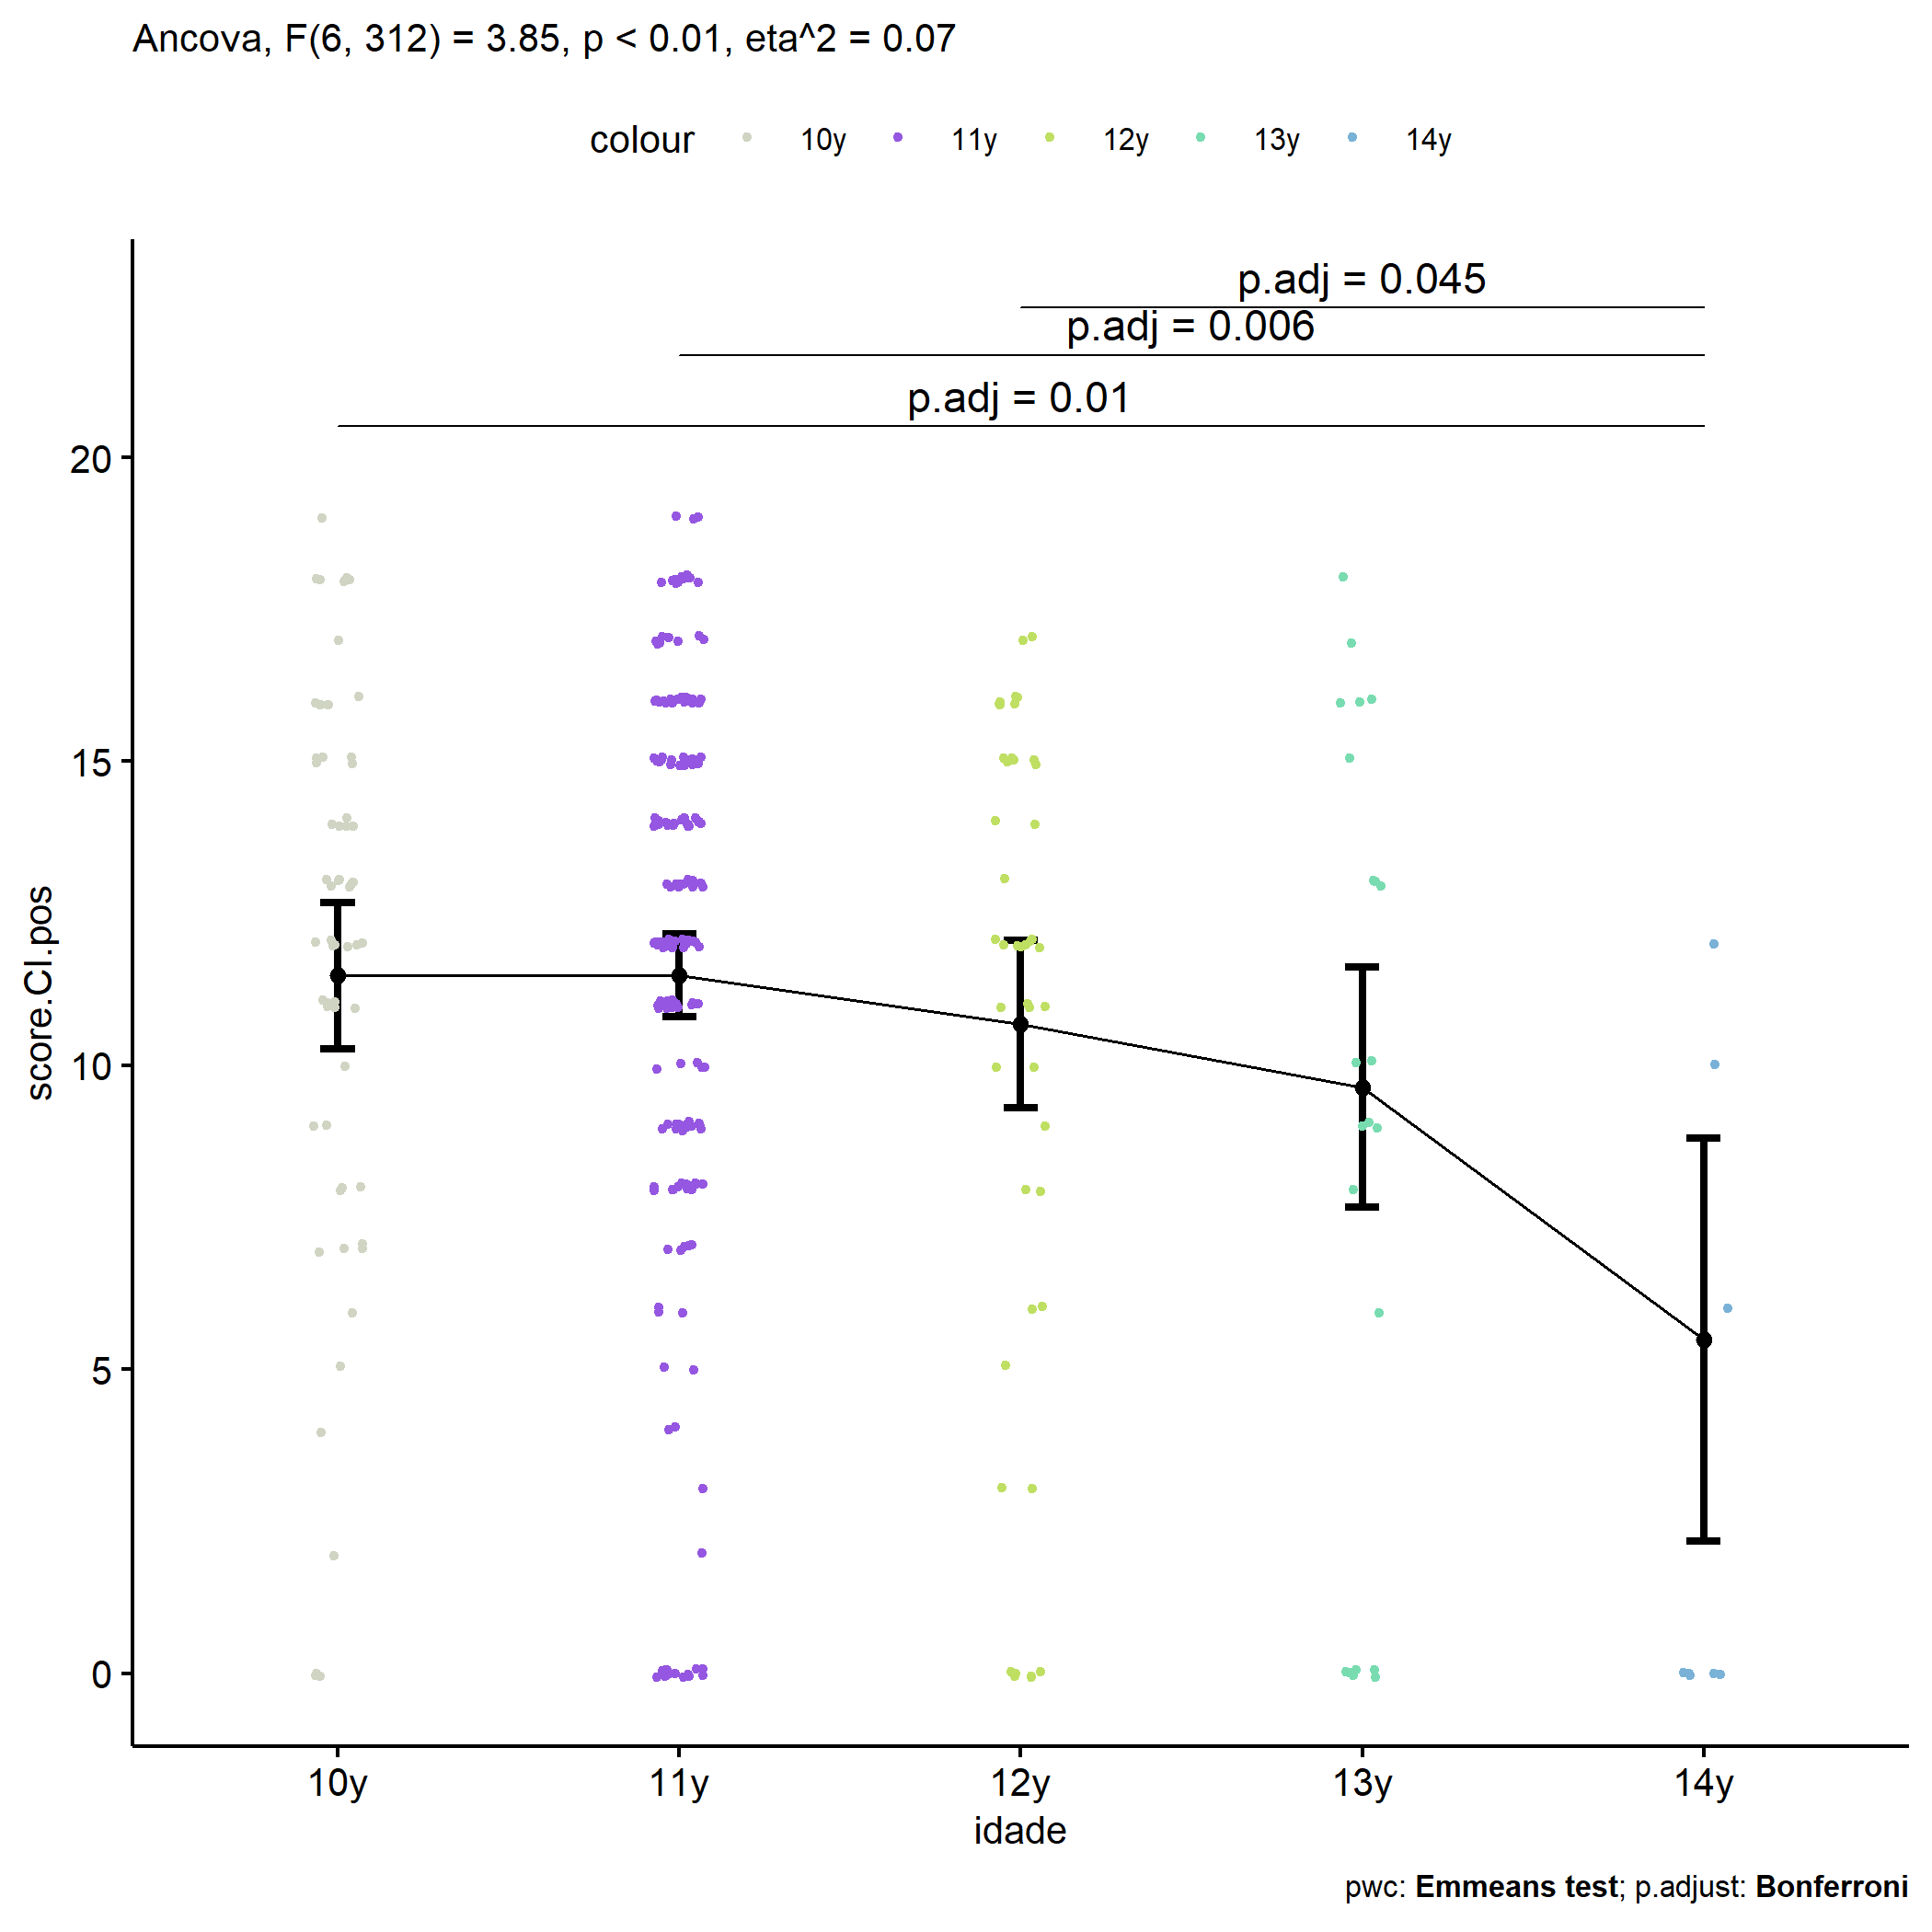 Ancova, F(6, 312) = 3.85, p < 0.01, eta^2 = 0.07
colour 10y 11y 12y 13y 14y
p.adj = 0.045
p.adj = 0.006
p.adj = 0.01
20
15
10
5
0
score.CI.pos
10y 11y 12y 13y 14y
idade
pwc: Emmeans test; p.adjust: Bonferroni